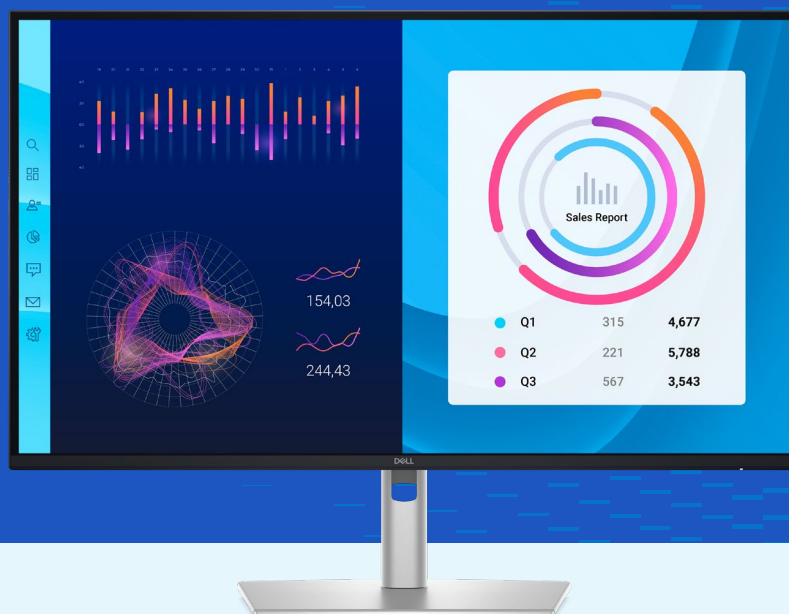 154,03
244,43
Sales Report
Q1 315 4,677
Q2 221 5,788
Q3 567 3,543
DELL